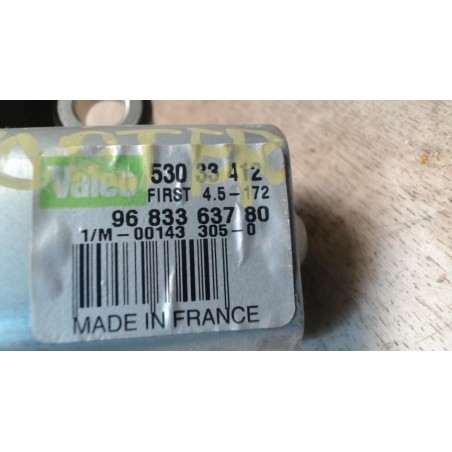 Valeo 530 33 412
FIRST 4.5-172
96 833 637 80
1/M-00143 305-0
MADE IN FRANCE